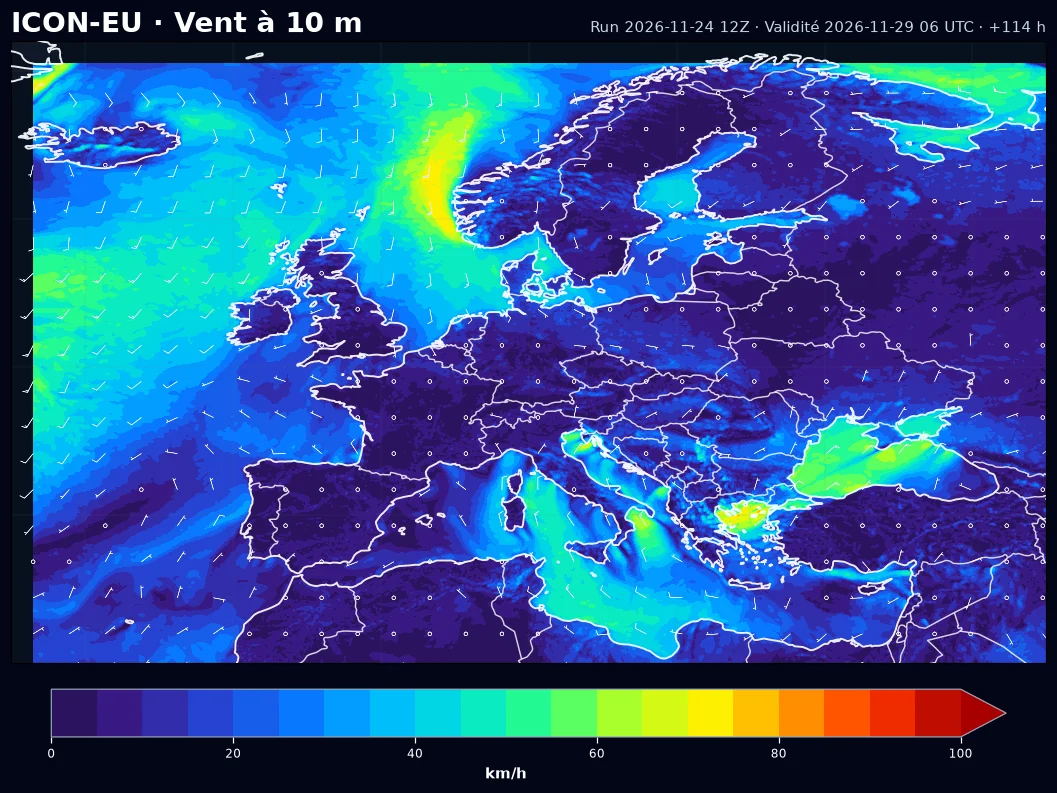 ICON-EU · Vent à 10 m
Run 2026-11-24 12Z · Validité 2026-11-29 06 UTC · +114 h
0 20 40 60 80 100
km/h